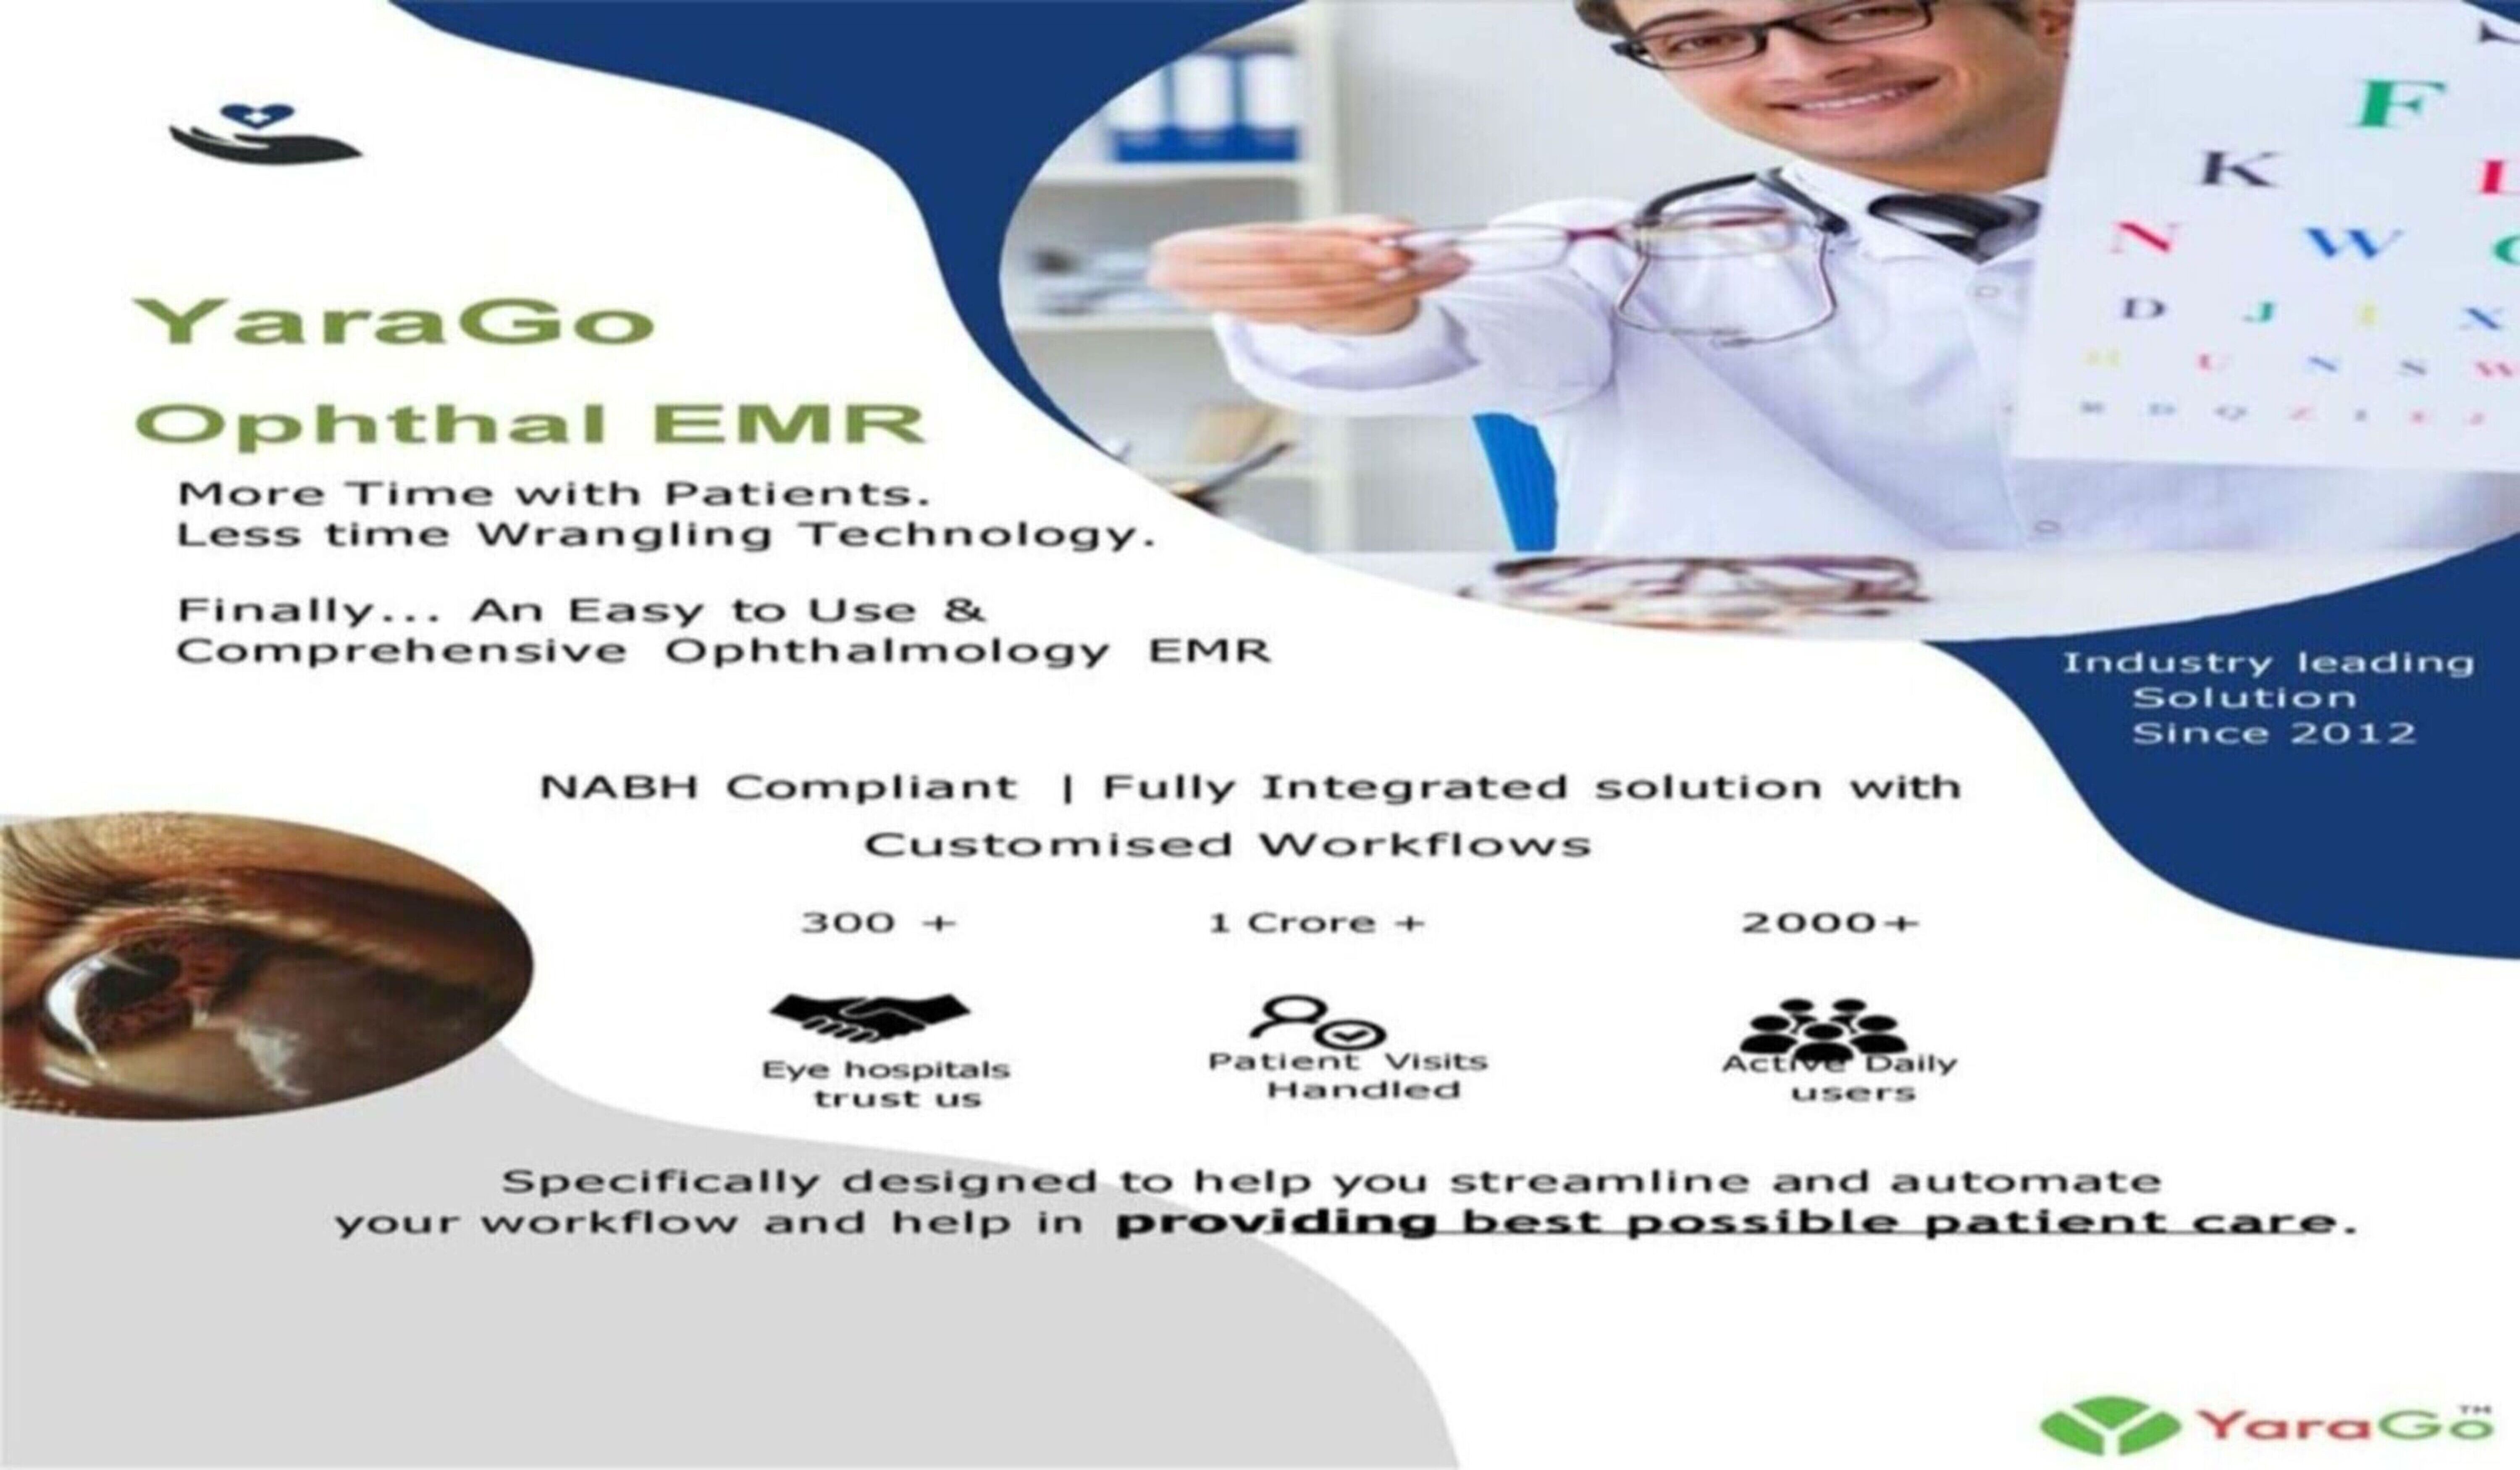 YaraGo
Ophthal EMR
More Time with Patients.
Less time Wrangling Technology.
Finally... An Easy to Use &
Comprehensive Ophthalmology EMR
F
K L
N W
D J I X
U N S W
Industry leading
Solution
Since 2012
NABH Compliant | Fully Integrated solution with
Customised Workflows
300 +
1 Crore +
2000+
Eye hospitals
trust us
Patient Visits
Handled
Active Daily
users
Specifically designed to help you streamline and automate
your workflow and help in providing best possible patient care.
YaraGo™